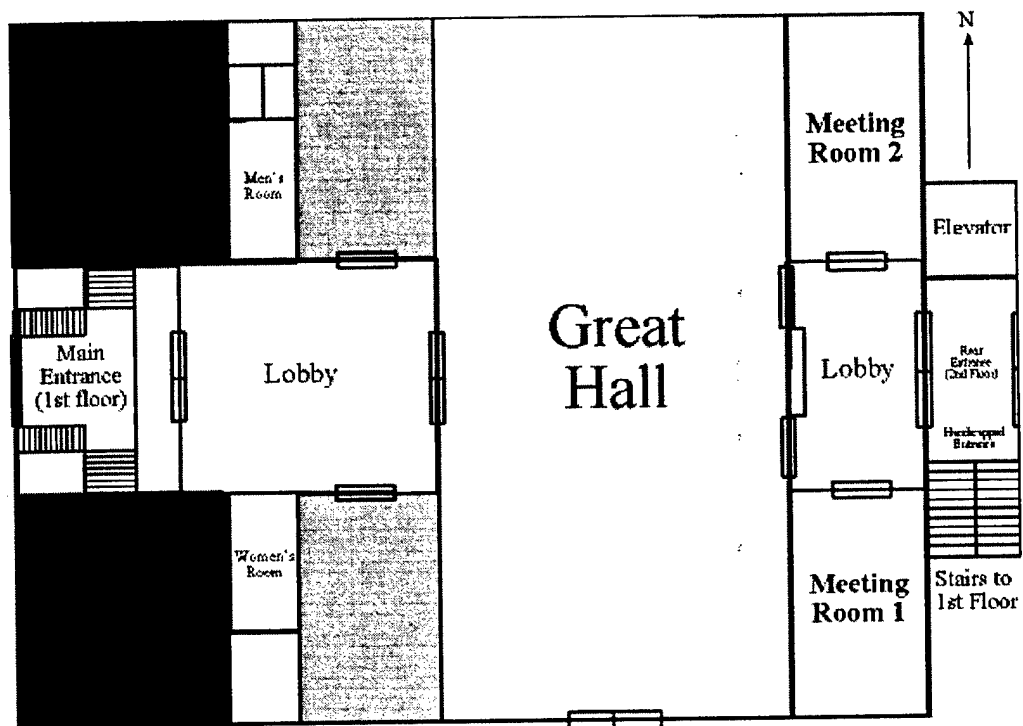 N
Men's
Room
Meeting
Room 2
Elevator
Main
Entrance
(1st floor)
Lobby
Great
Hall
Lobby
Rear
Entrance
(2nd Floor)
Handicapped
Entrance
Women's
Room
Meeting
Room 1
Stairs to
1st Floor